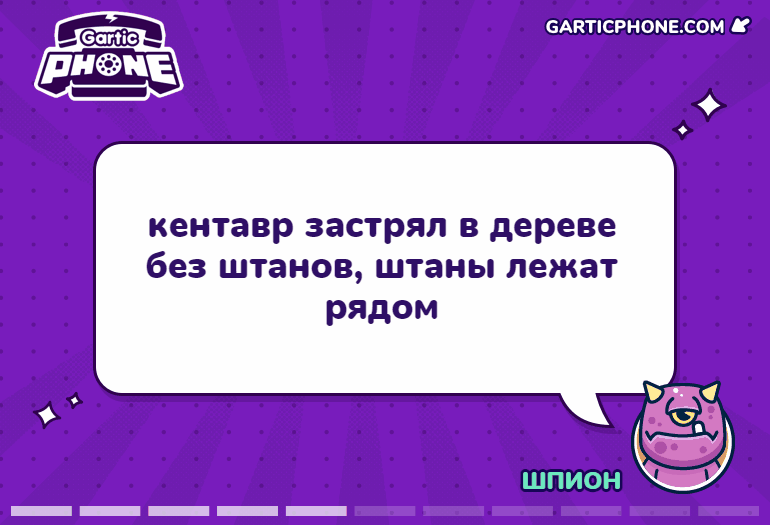 Gartic
PHONE
GARTICPHONE.COM
кентавр застрял в дереве
без штанов, штаны лежат
рядом
ШПИОН